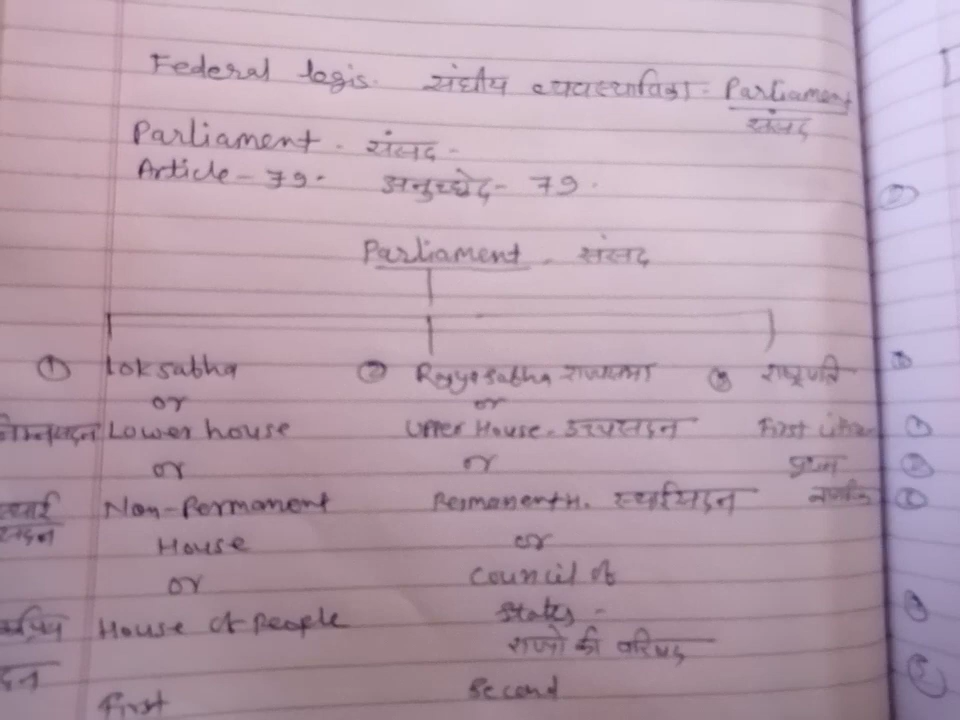 Federal legis. संघीय व्यवस्थापिका - Parliament
संसद
Parliament - संसद -
Article - 79. अनुच्छेद - 79.
Parliament - संसद
① Loksabha ② Rajyasabha राज्यसभा ③ राष्ट्रपति
or or
Lower house Upper House - उच्चसदन First
or or प्रथम
Non-Permanent Permanent H.
House or
or Council of
House of People States -
राज्यो की परिषद
First Second